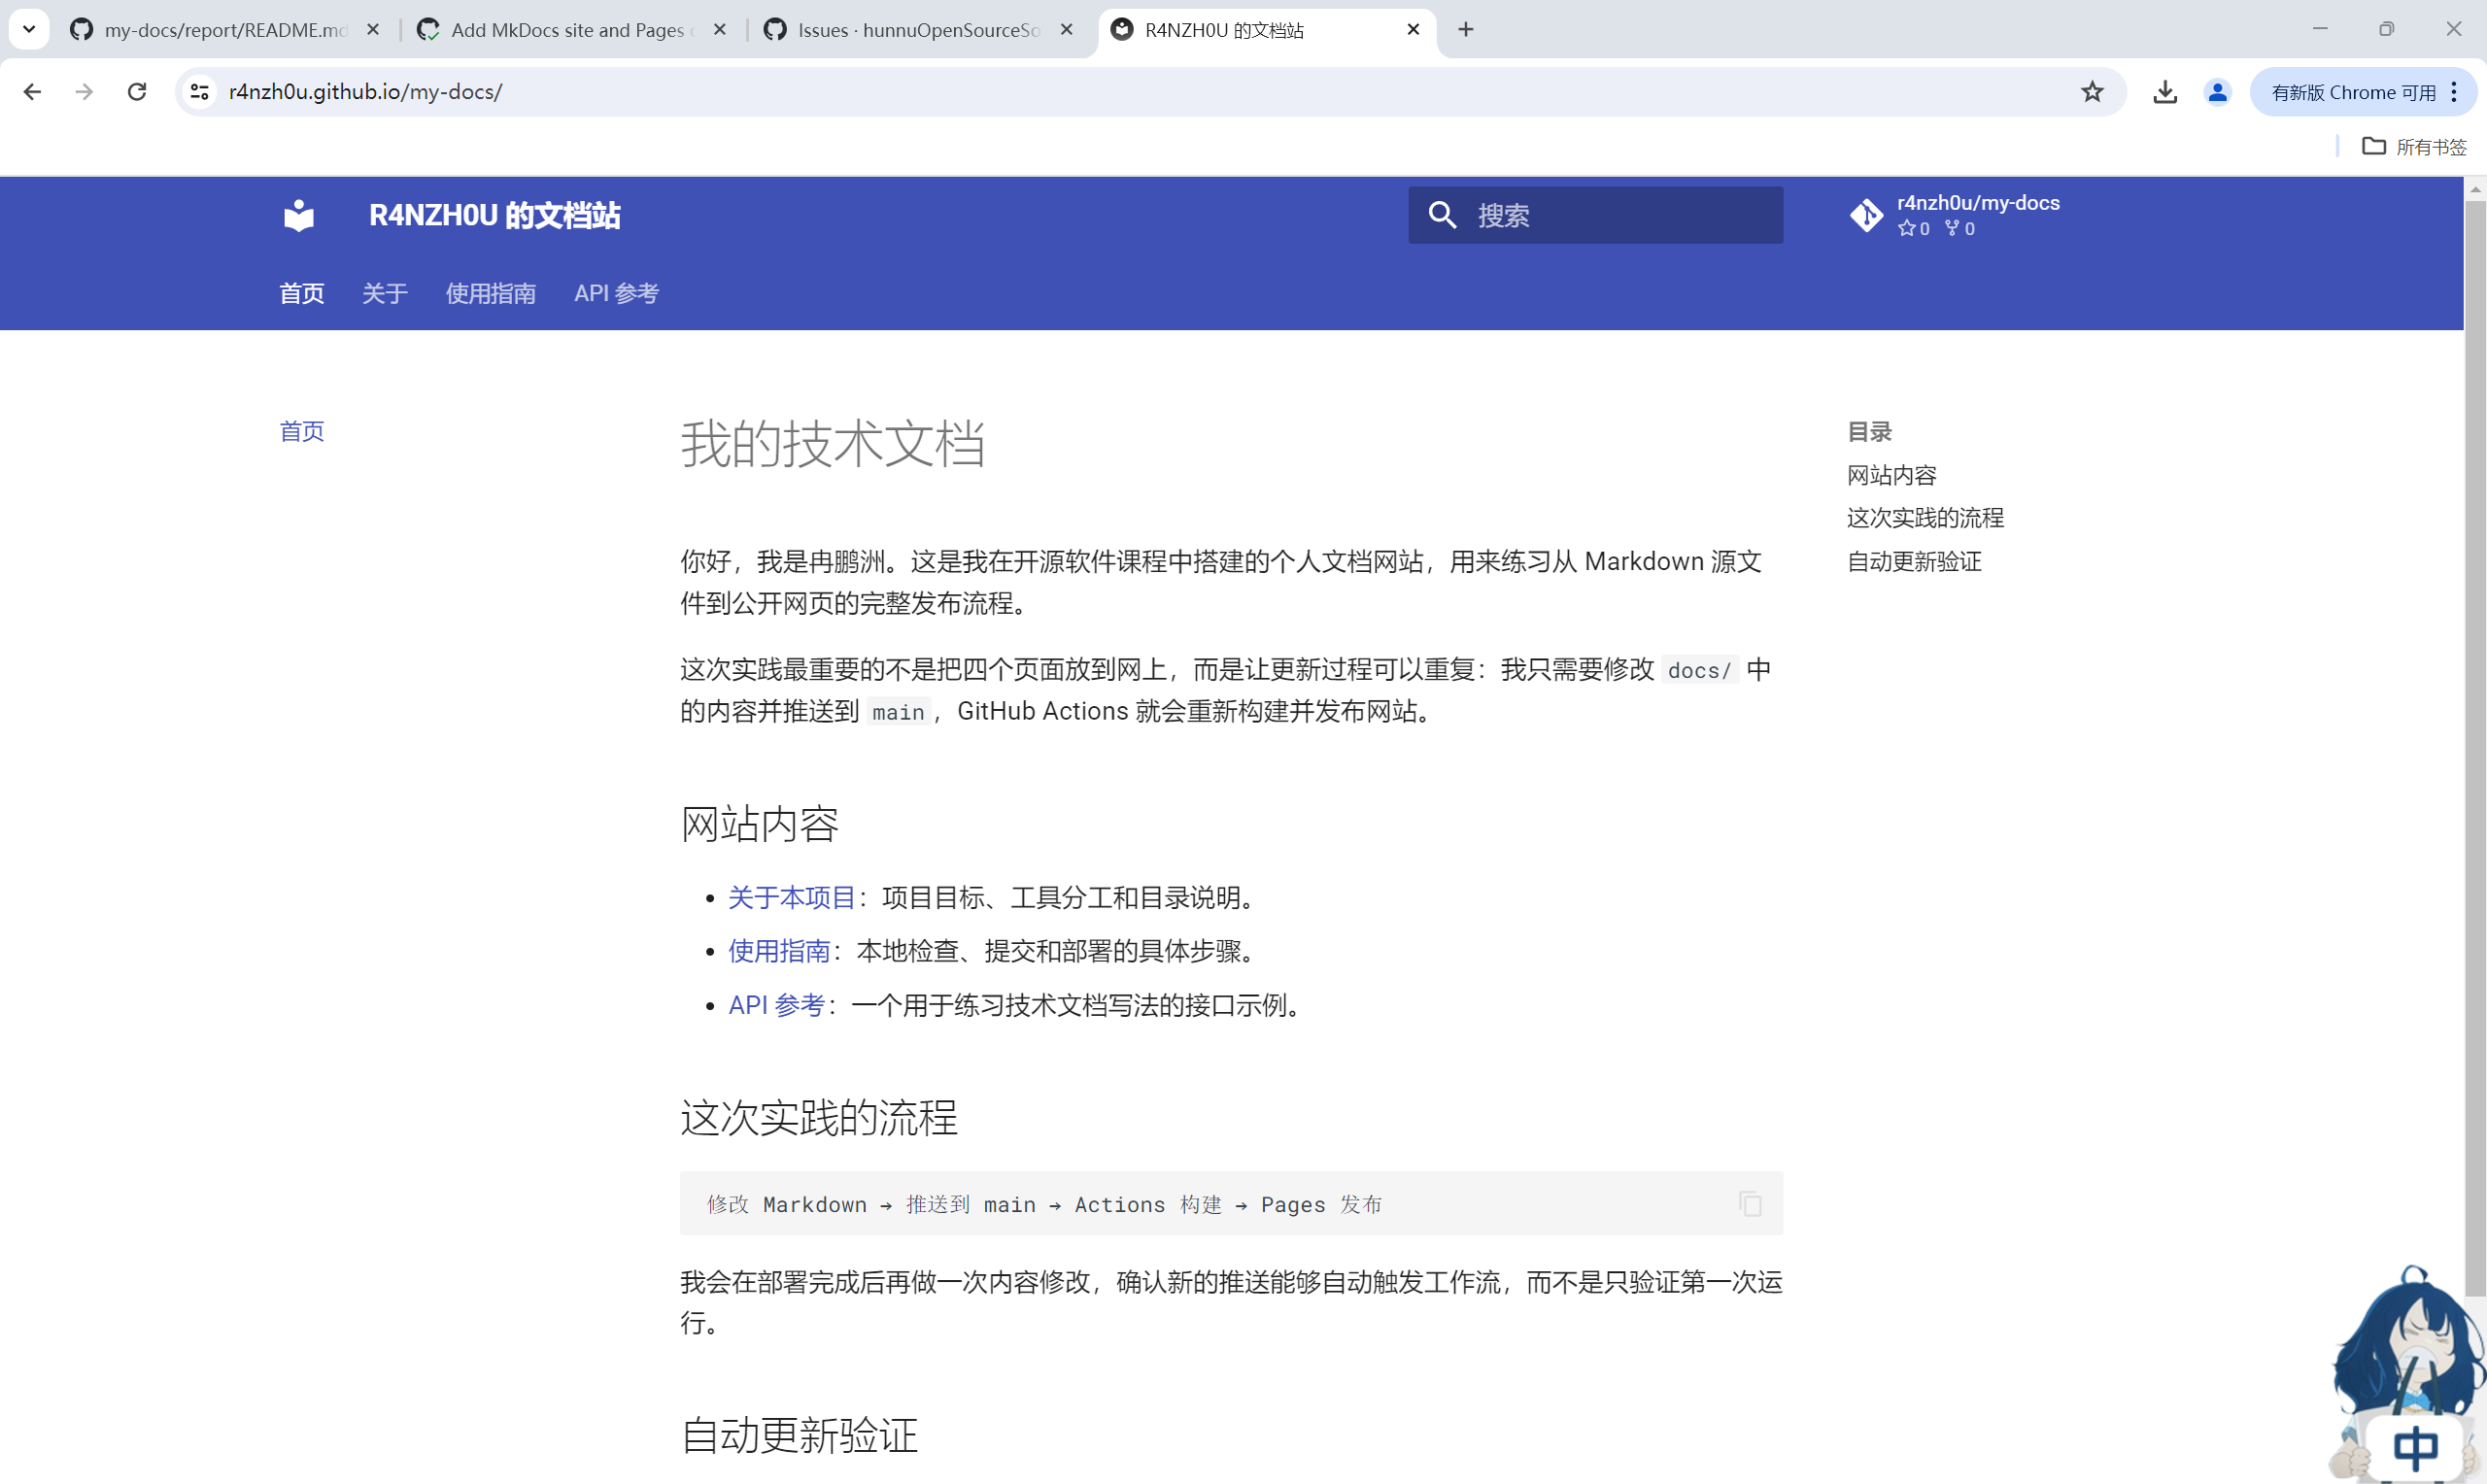 my-docs/report/README.md
Add MkDocs site and Pages
Issues · hunnuOpenSourceSo
R4NZH0U 的文档站
r4nzh0u.github.io/my-docs/
有新版 Chrome 可用
所有书签
R4NZH0U 的文档站
搜索
r4nzh0u/my-docs
0 0
首页 关于 使用指南 API 参考
首页
我的技术文档
目录
网站内容
这次实践的流程
自动更新验证
你好，我是冉鹏洲。这是我在开源软件课程中搭建的个人文档网站，用来练习从 Markdown 源文
件到公开网页的完整发布流程。
这次实践最重要的不是把四个页面放到网上，而是让更新过程可以重复：我只需要修改 docs/ 中
的内容并推送到 main，GitHub Actions 就会重新构建并发布网站。
网站内容
• 关于本项目：项目目标、工具分工和目录说明。
• 使用指南：本地检查、提交和部署的具体步骤。
• API 参考：一个用于练习技术文档写法的接口示例。
这次实践的流程
修改 Markdown → 推送到 main → Actions 构建 → Pages 发布
我会在部署完成后再做一次内容修改，确认新的推送能够自动触发工作流，而不是只验证第一次运
行。
自动更新验证
中